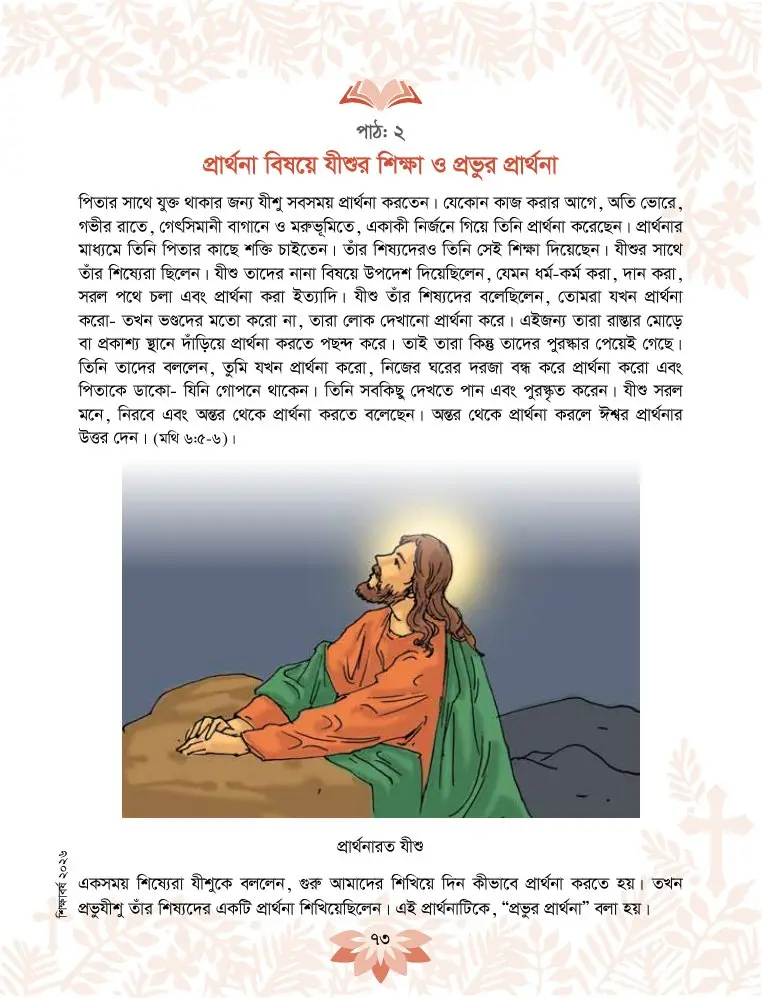 পাঠ: ২
প্রার্থনা বিষয়ে যীশুর শিক্ষা ও প্রভুর প্রার্থনা
পিতার সাথে যুক্ত থাকার জন্য যীশু সবসময় প্রার্থনা করতেন। যেকোন কাজ করার আগে, অতি ভোরে,
গভীর রাতে, গেৎসিমানী বাগানে ও মরুভূমিতে, একাকী নির্জনে গিয়ে তিনি প্রার্থনা করেছেন। প্রার্থনার
মাধ্যমে তিনি পিতার কাছে শক্তি চাইতেন। তাঁর শিষ্যদেরও তিনি সেই শিক্ষা দিয়েছেন। যীশুর সাথে
তাঁর শিষ্যেরা ছিলেন। যীশু তাদের নানা বিষয়ে উপদেশ দিয়েছিলেন, যেমন ধর্ম-কর্ম করা, দান করা,
সরল পথে চলা এবং প্রার্থনা করা ইত্যাদি। যীশু তাঁর শিষ্যদের বলেছিলেন, তোমরা যখন প্রার্থনা
করো- তখন ভণ্ডদের মতো করো না, তারা লোক দেখানো প্রার্থনা করে। এইজন্য তারা রাস্তার মোড়ে
বা প্রকাশ্য স্থানে দাঁড়িয়ে প্রার্থনা করতে পছন্দ করে। তাই তারা কিন্তু তাদের পুরস্কার পেয়েই গেছে।
তিনি তাদের বললেন, তুমি যখন প্রার্থনা করো, নিজের ঘরের দরজা বন্ধ করে প্রার্থনা করো এবং
পিতাকে ডাকো- যিনি গোপনে থাকেন। তিনি সবকিছু দেখতে পান এবং পুরস্কৃত করেন। যীশু সরল
মনে, নিরবে এবং অন্তর থেকে প্রার্থনা করতে বলেছেন। অন্তর থেকে প্রার্থনা করলে ঈশ্বর প্রার্থনার
উত্তর দেন। (মথি ৬:৫-৬)।
প্রার্থনারত যীশু
একসময় শিষ্যেরা যীশুকে বললেন, গুরু আমাদের শিখিয়ে দিন কীভাবে প্রার্থনা করতে হয়। তখন
প্রভুযীশু তাঁর শিষ্যদের একটি প্রার্থনা শিখিয়েছিলেন। এই প্রার্থনাটিকে, “প্রভুর প্রার্থনা” বলা হয়।
শিক্ষাবর্ষ ২০২৬
৭৩